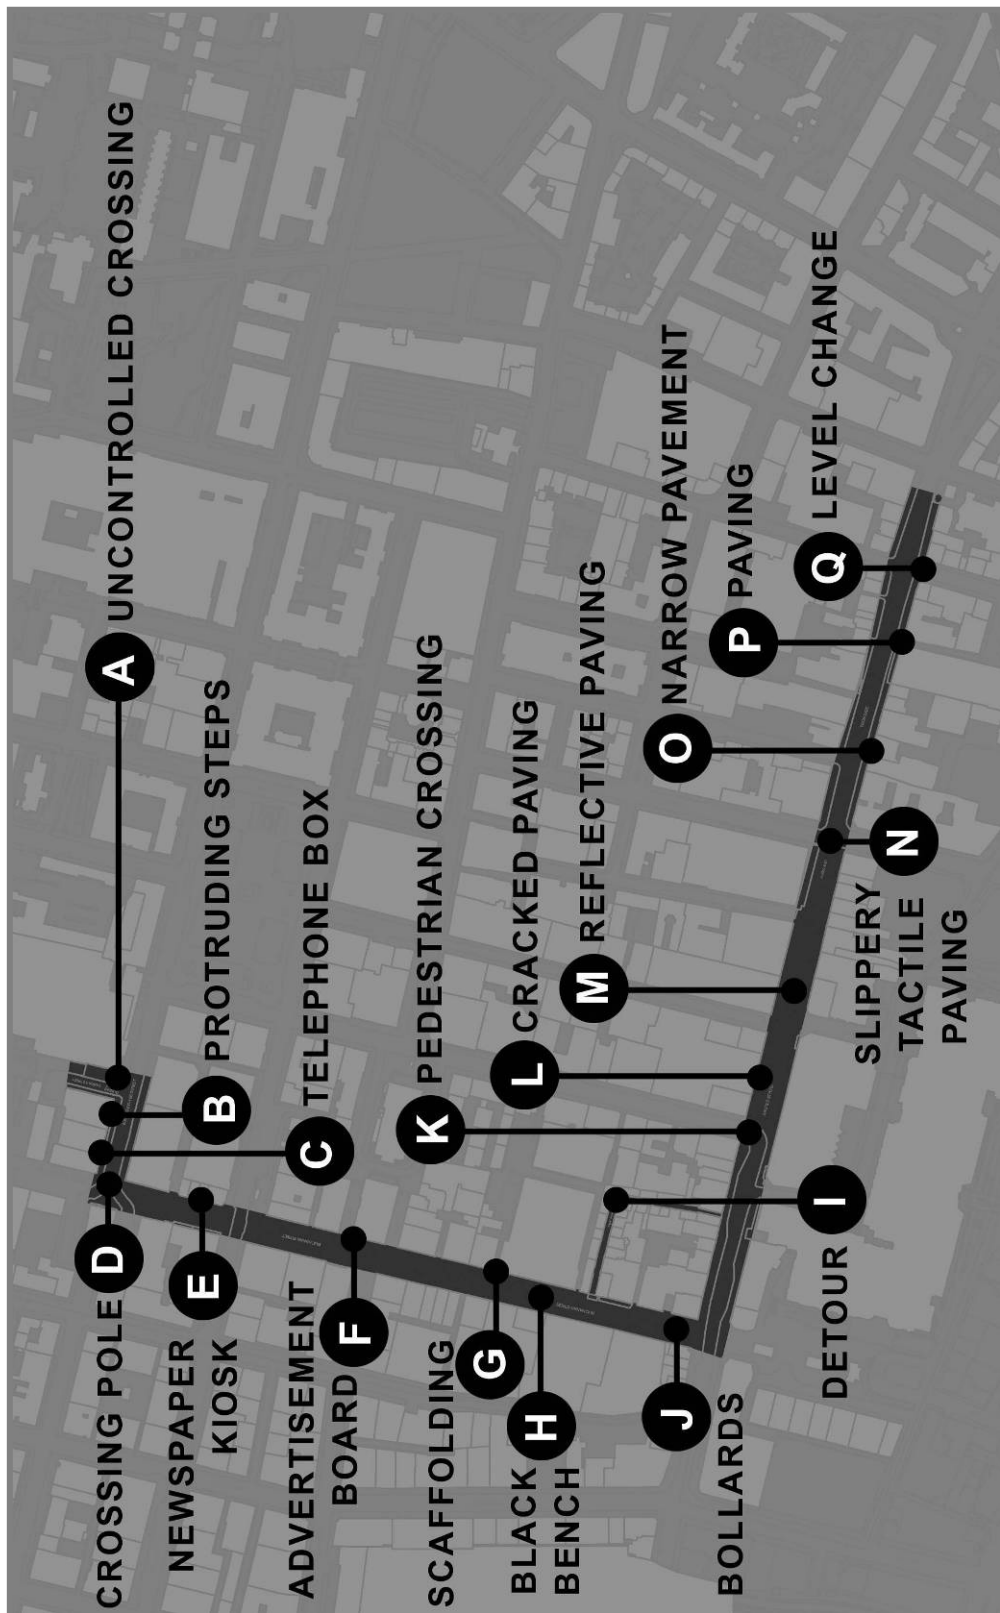 A UNCONTROLLED CROSSING
B PROTRUDING STEPS
C TELEPHONE BOX
CROSSING POLE D
NEWSPAPER
KIOSK
E
ADVERTISEMENT
BOARD
F
SCAFFOLDING
G
BLACK
BENCH
H
DETOUR
I
BOLLARDS
J
K PEDESTRIAN CROSSING
L CRACKED PAVING
M REFLECTIVE PAVING
N
SLIPPERY
TACTILE
PAVING
O NARROW PAVEMENT
P PAVING
Q LEVEL CHANGE